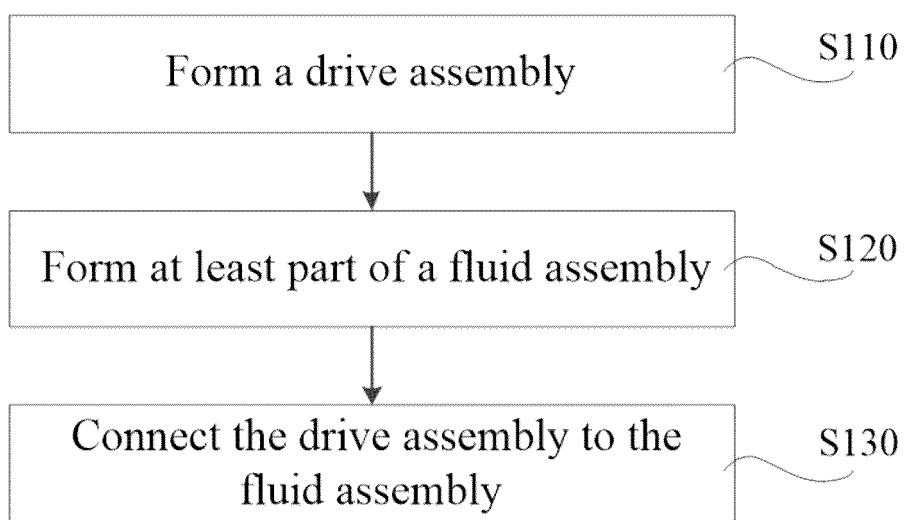 Form a drive assembly
S110
Form at least part of a fluid assembly
S120
Connect the drive assembly to the
fluid assembly
S130